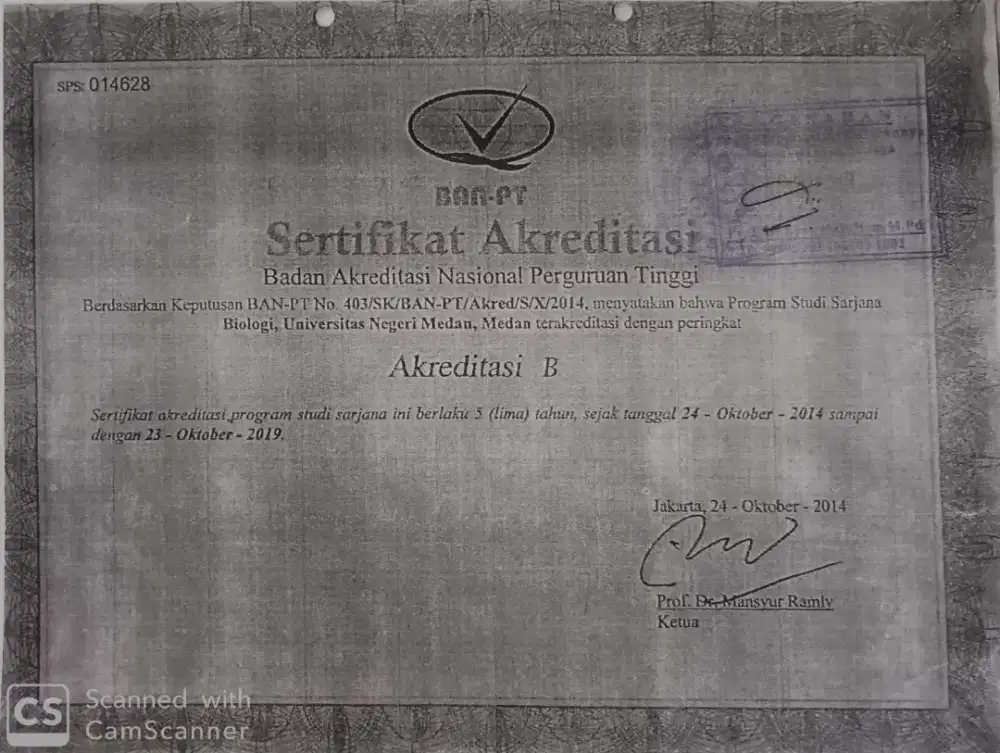 SPS: 014628
BAN-PT
Sertifikat Akreditasi
Badan Akreditasi Nasional Perguruan Tinggi
Berdasarkan Keputusan BAN-PT No. 403/SK/BAN-PT/Akred/S/X/2014, menyatakan bahwa Program Studi Sarjana
Biologi, Universitas Negeri Medan, Medan terakreditasi dengan peringkat
Akreditasi B
Sertifikat akreditasi program studi sarjana ini berlaku 5 (lima) tahun, sejak tanggal 24 - Oktober - 2014 sampai
dengan 23 - Oktober - 2019.
Jakarta, 24 - Oktober - 2014
Prof. Dr. Mansyur Ramly
Ketua
CS Scanned with
CamScanner